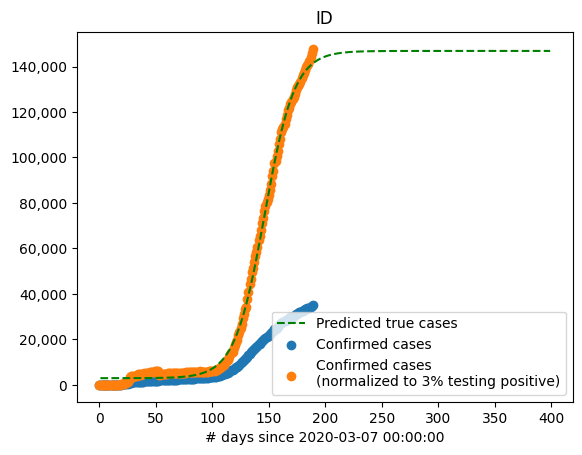 ID
140,000
120,000
100,000
80,000
60,000
40,000
20,000
0
Predicted true cases
Confirmed cases
Confirmed cases
(normalized to 3% testing positive)
0 50 100 150 200 250 300 350 400
# days since 2020-03-07 00:00:00